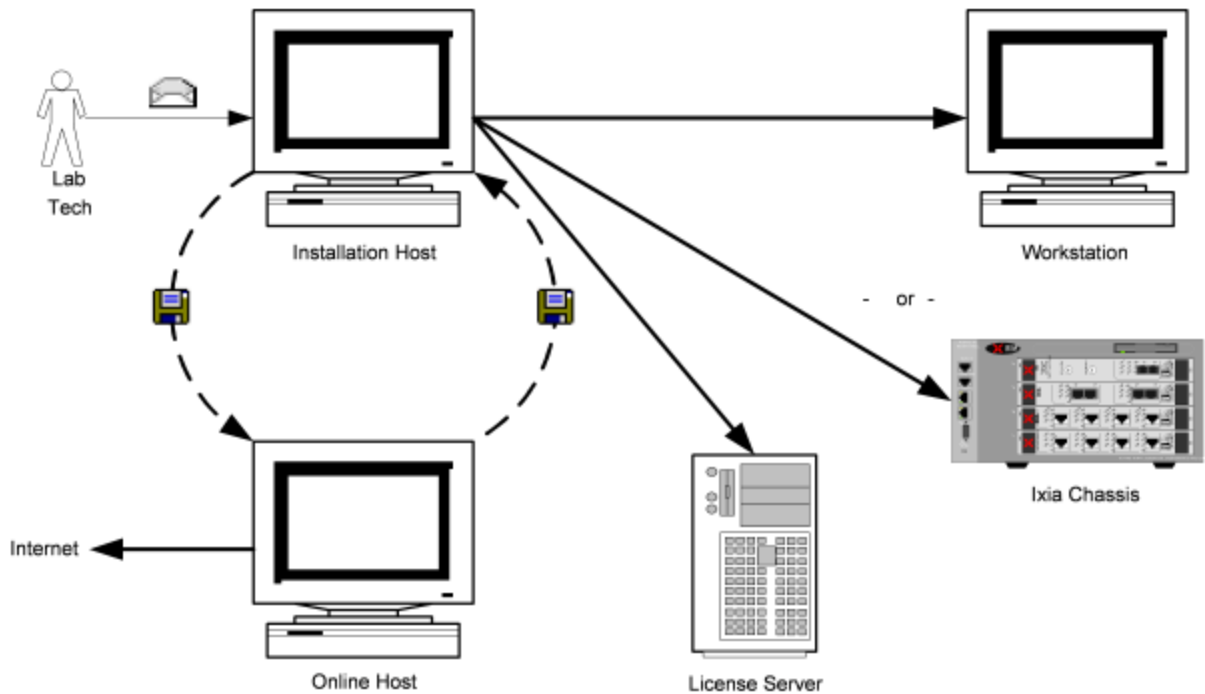 Lab
Tech
Installation Host
Workstation
- or -
Ixia Chassis
Internet
Online Host
License Server